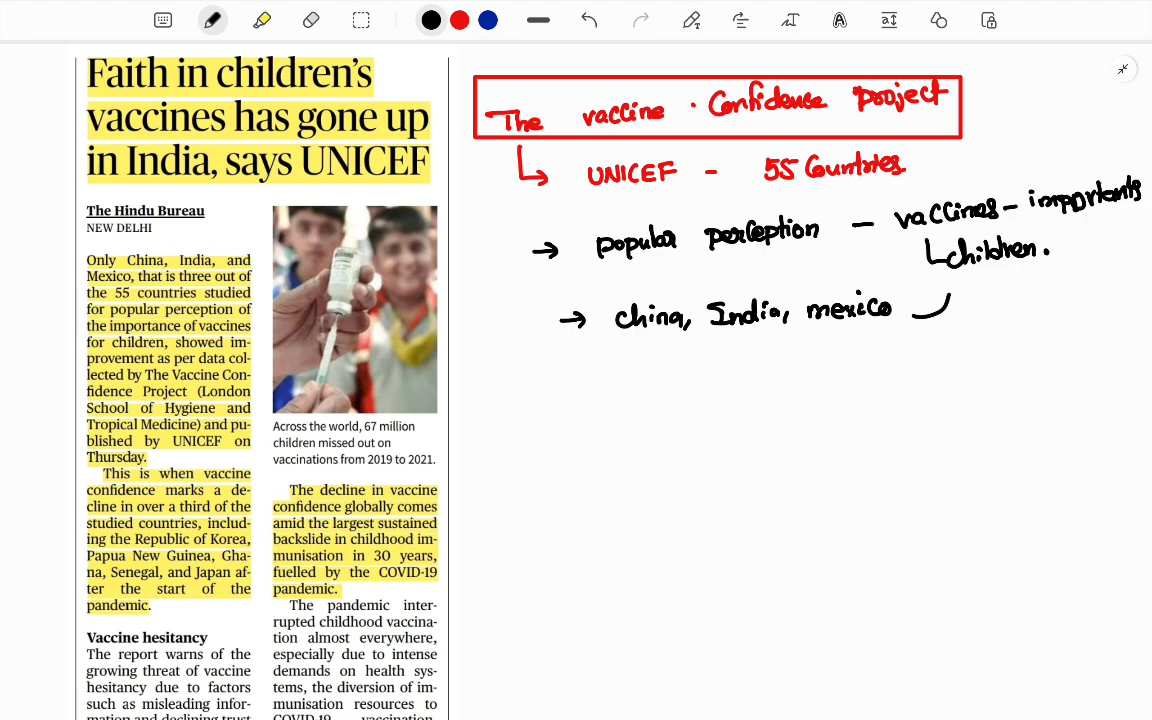 Faith in children's
vaccines has gone up
in India, says UNICEF
The Hindu Bureau
NEW DELHI
Only China, India, and
Mexico, that is three out of
the 55 countries studied
for popular perception of
the importance of vaccines
for children, showed im-
provement as per data col-
lected by The Vaccine Con-
fidence Project (London
School of Hygiene and
Tropical Medicine) and pu-
blished by UNICEF on
Thursday.
This is when vaccine
confidence marks a de-
cline in over a third of the
studied countries, includ-
ing the Republic of Korea,
Papua New Guinea, Gha-
na, Senegal, and Japan af-
ter the start of the
pandemic.
Vaccine hesitancy
The report warns of the
growing threat of vaccine
hesitancy due to factors
such as misleading infor-
mation and declining trust
Across the world, 67 million
children missed out on
vaccinations from 2019 to 2021.
The decline in vaccine
confidence globally comes
amid the largest sustained
backslide in childhood im-
munisation in 30 years,
fuelled by the COVID-19
pandemic.
The pandemic inter-
rupted childhood vaccina-
tion almost everywhere,
especially due to intense
demands on health sys-
tems, the diversion of im-
munisation resources to
COVID-19 vaccination,
The vaccine . Confidence project
UNICEF - 55 Countries
→ popular perception - vaccines - importants
children.
→ china, India, mexico